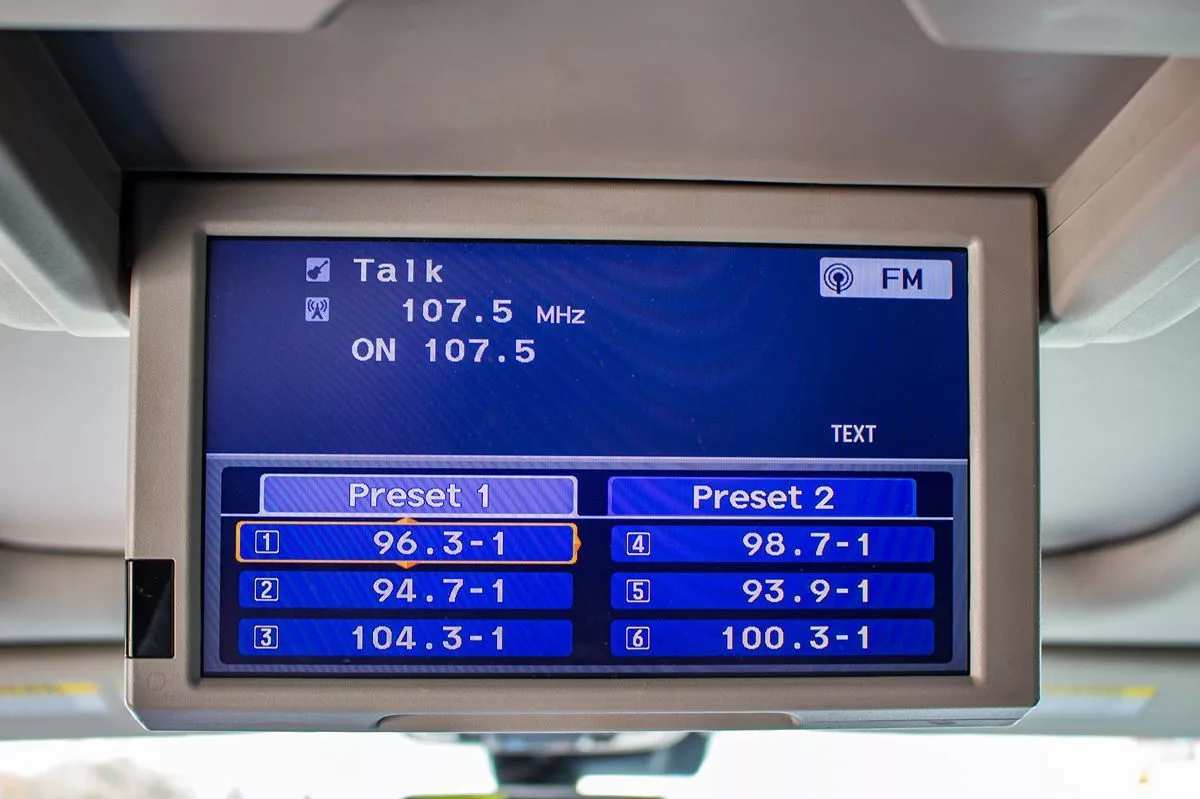 Talk
FM
107.5 MHz
ON 107.5
TEXT
Preset 1 Preset 2
1 96.3-1 4 98.7-1
2 94.7-1 5 93.9-1
3 104.3-1 6 100.3-1